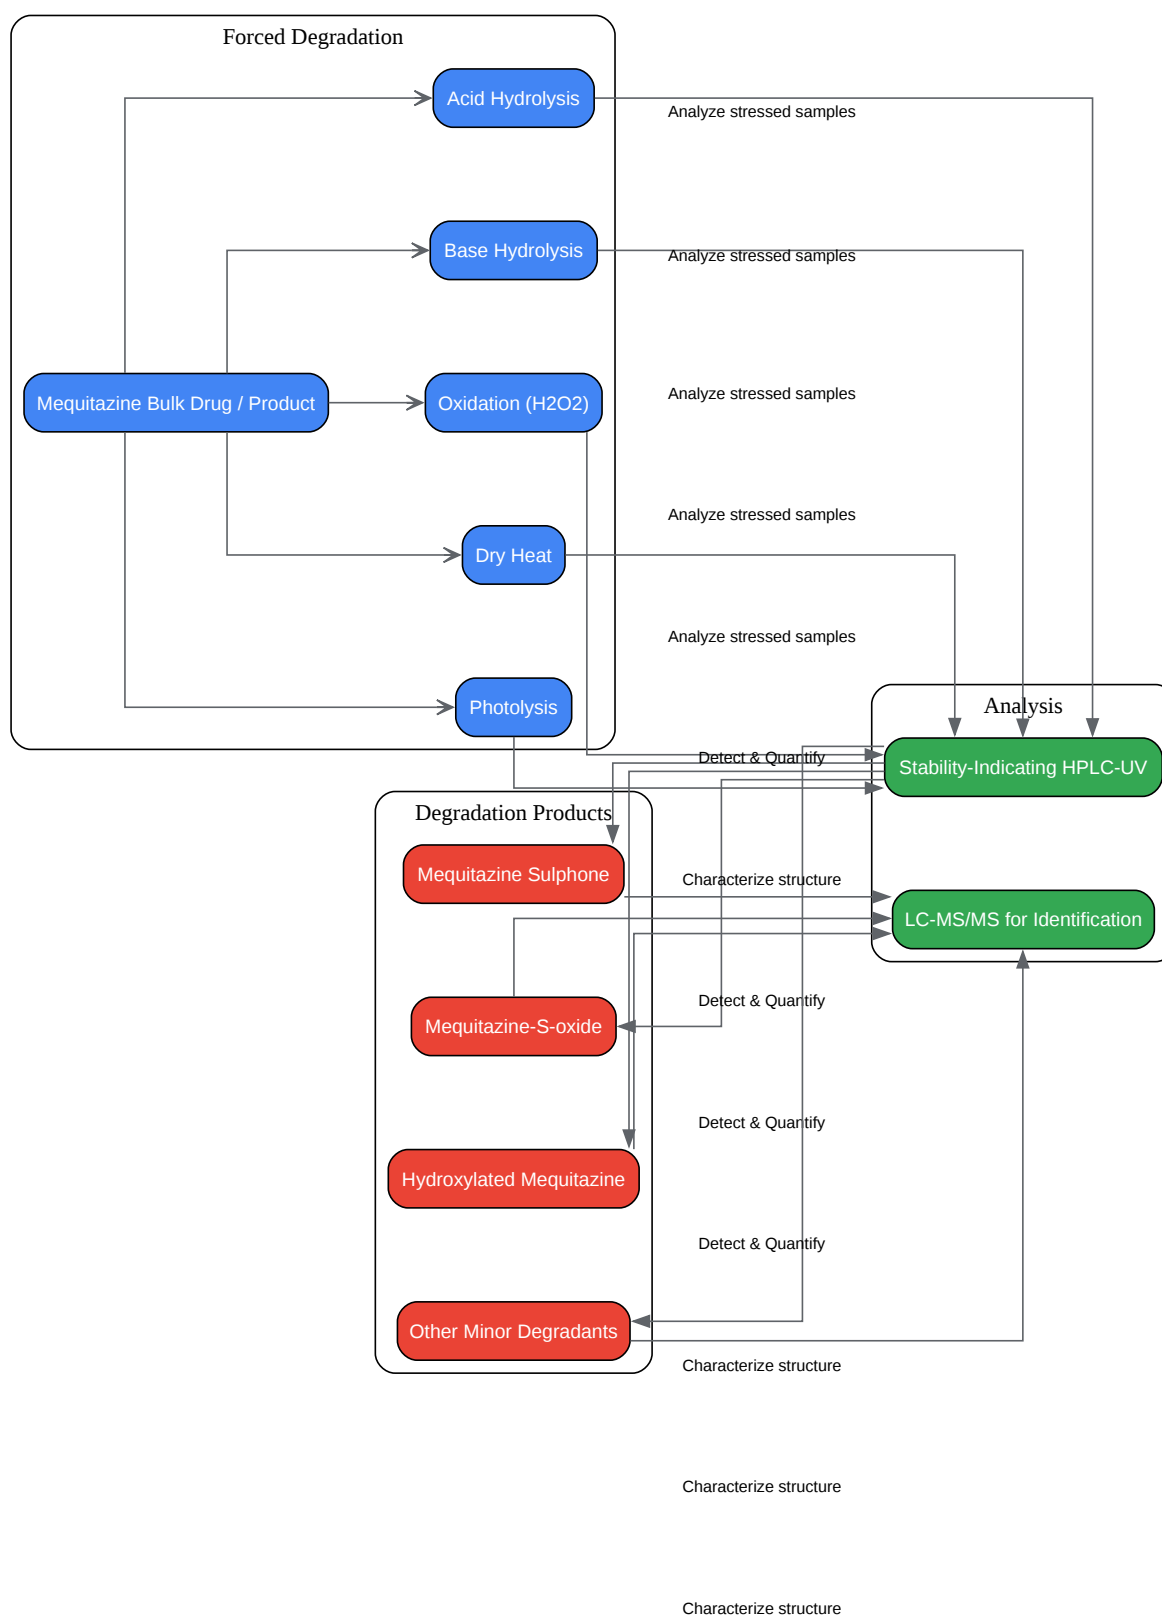 Forced Degradation
Acid Hydrolysis
Analyze stressed samples
Base Hydrolysis
Analyze stressed samples
Mequitazine Bulk Drug / Product
Oxidation (H2O2)
Analyze stressed samples
Analyze stressed samples
Dry Heat
Analyze stressed samples
Photolysis
Analysis
Detect & Quantify
Stability-Indicating HPLC-UV
Degradation Products
Mequitazine Sulphone
Characterize structure
LC-MS/MS for Identification
Detect & Quantify
Mequitazine-S-oxide
Detect & Quantify
Hydroxylated Mequitazine
Detect & Quantify
Other Minor Degradants
Characterize structure
Characterize structure
Characterize structure